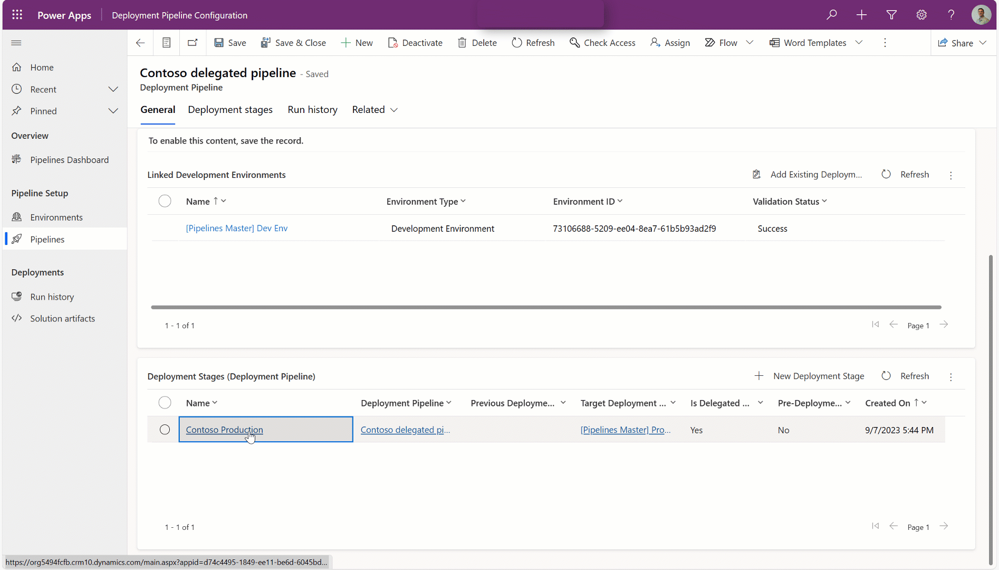 Power Apps Deployment Pipeline Configuration
Save Save & Close New Deactivate Delete Refresh Check Access Assign Flow Word Templates Share
Home
Recent
Pinned
Overview
Pipelines Dashboard
Pipeline Setup
Environments
Pipelines
Deployments
Run history
Solution artifacts
Contoso delegated pipeline - Saved
Deployment Pipeline
General Deployment stages Run history Related
To enable this content, save the record.
Linked Development Environments Add Existing Deploym... Refresh
Name Environment Type Environment ID Validation Status
[Pipelines Master] Dev Env Development Environment 73106688-5209-ee04-8ea7-61b5b93ad2f9 Success
1 - 1 of 1 Page 1
Deployment Stages (Deployment Pipeline) New Deployment Stage Refresh
Name Deployment Pipeline Previous Deployme... Target Deployment ... Is Delegated ... Pre-Deployme... Created On
Contoso Production Contoso delegated pi... [Pipelines Master] Pro... Yes No 9/7/2023 5:44 PM
1 - 1 of 1 Page 1
https://org5494fcfb.crm10.dynamics.com/main.aspx?appid=d74c4495-1849-ee11-be6d-6045bd...